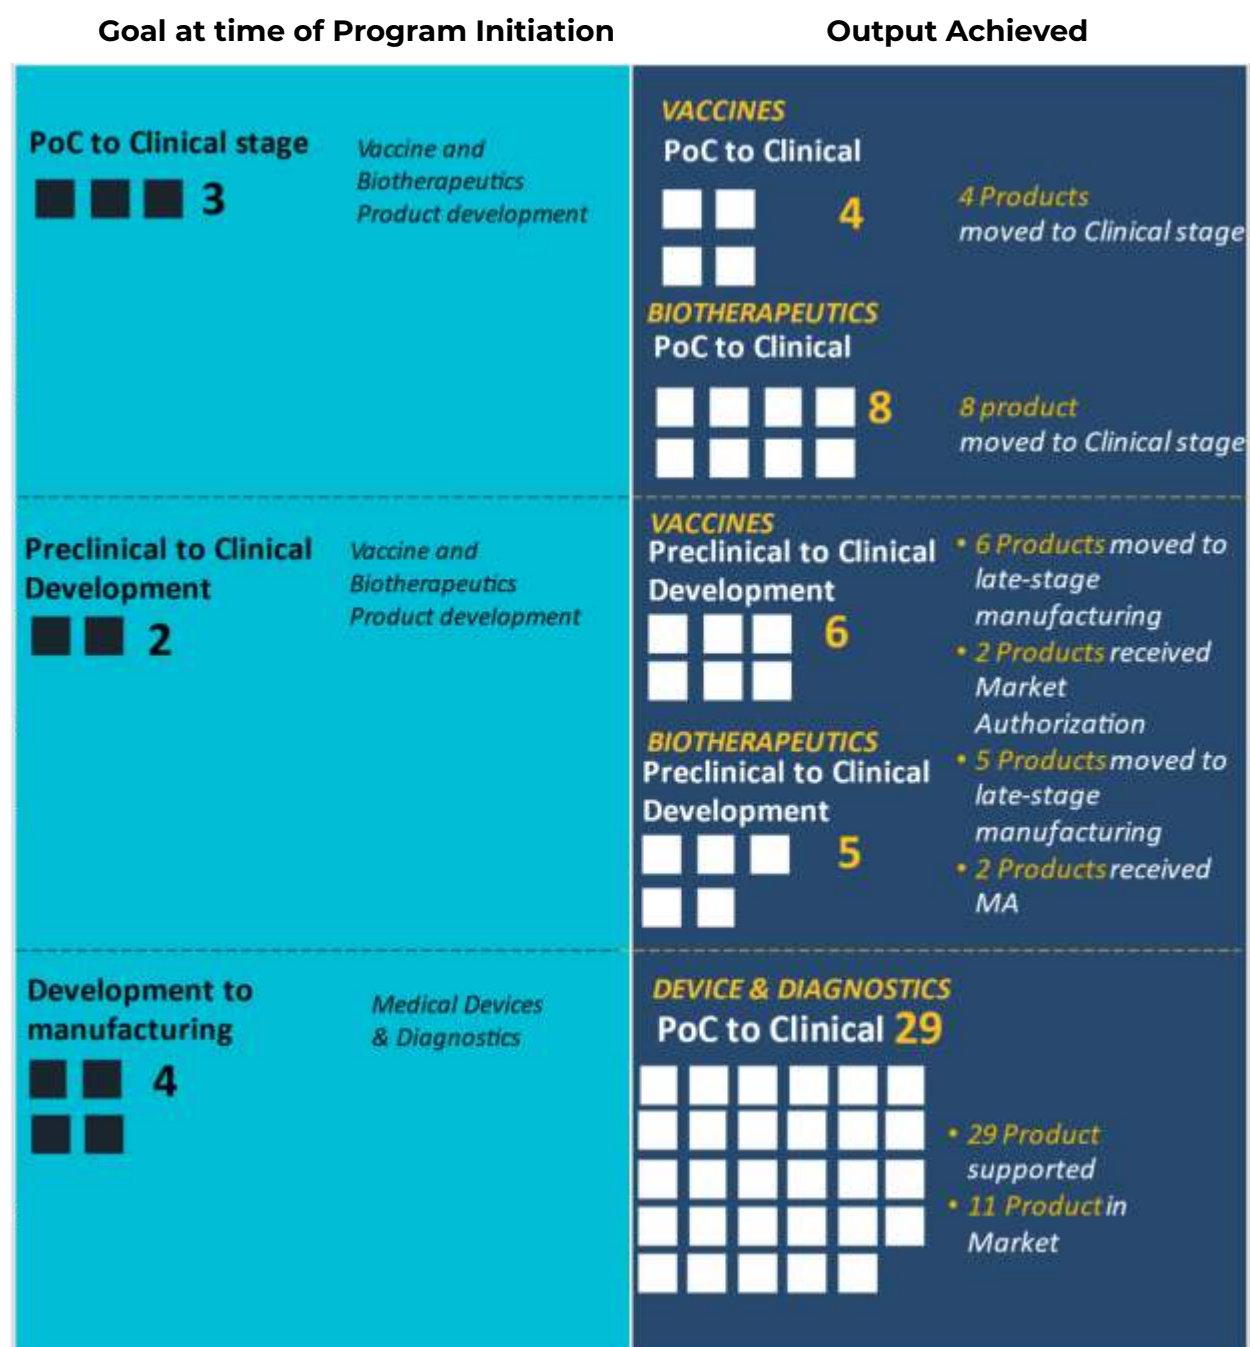 Goal at time of Program Initiation
Output Achieved
PoC to Clinical stage
3
Vaccine and
Biotherapeutics
Product development
VACCINES
PoC to Clinical
4
4 Products
moved to Clinical stage
BIOTHERAPEUTICS
PoC to Clinical
8
8 product
moved to Clinical stage
Preclinical to Clinical
Development
2
Vaccine and
Biotherapeutics
Product development
VACCINES
Preclinical to Clinical
Development
6
BIOTHERAPEUTICS
Preclinical to Clinical
Development
5
• 6 Products moved to
late-stage
manufacturing
• 2 Products received
Market
Authorization
• 5 Products moved to
late-stage
manufacturing
• 2 Products received
MA
Development to
manufacturing
4
Medical Devices
& Diagnostics
DEVICE & DIAGNOSTICS
PoC to Clinical 29
• 29 Product
supported
• 11 Product in
Market